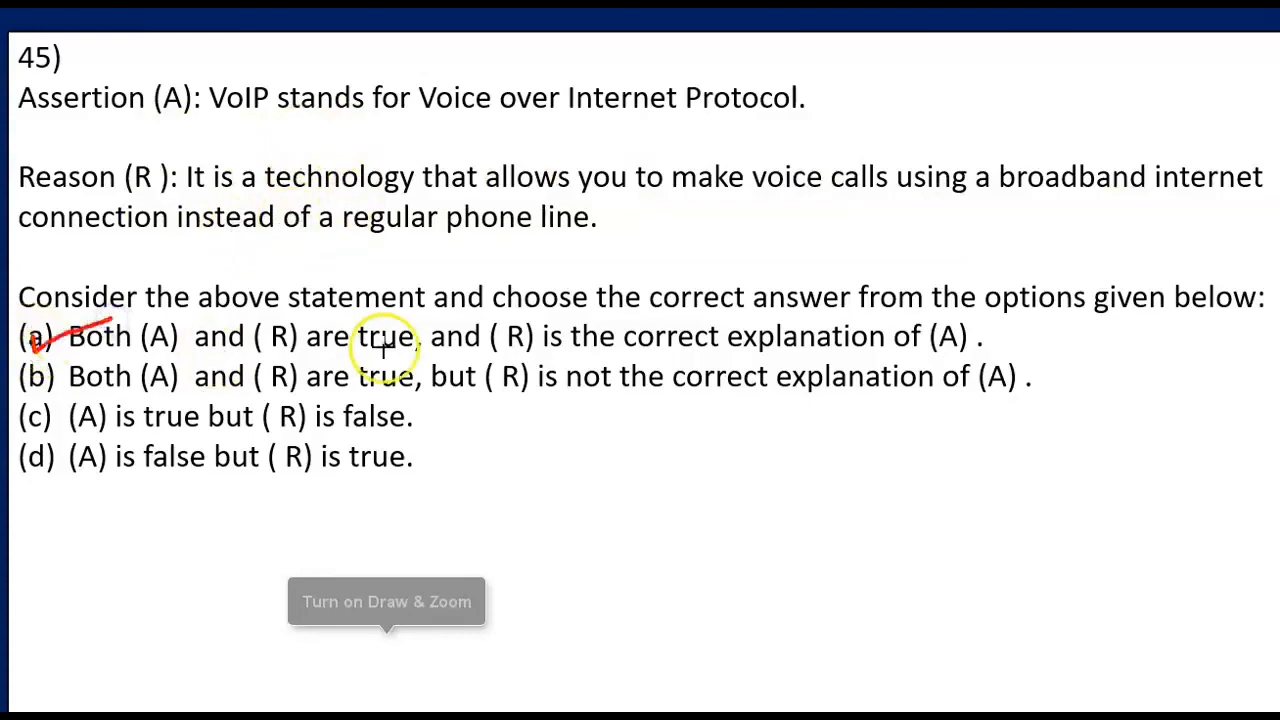 45)
Assertion (A): VoIP stands for Voice over Internet Protocol.
Reason (R ): It is a technology that allows you to make voice calls using a broadband internet
connection instead of a regular phone line.
Consider the above statement and choose the correct answer from the options given below:
(a) Both (A) and ( R) are true, and ( R) is the correct explanation of (A) .
(b) Both (A) and ( R) are true, but ( R) is not the correct explanation of (A) .
(c) (A) is true but ( R) is false.
(d) (A) is false but ( R) is true.
Turn on Draw & Zoom